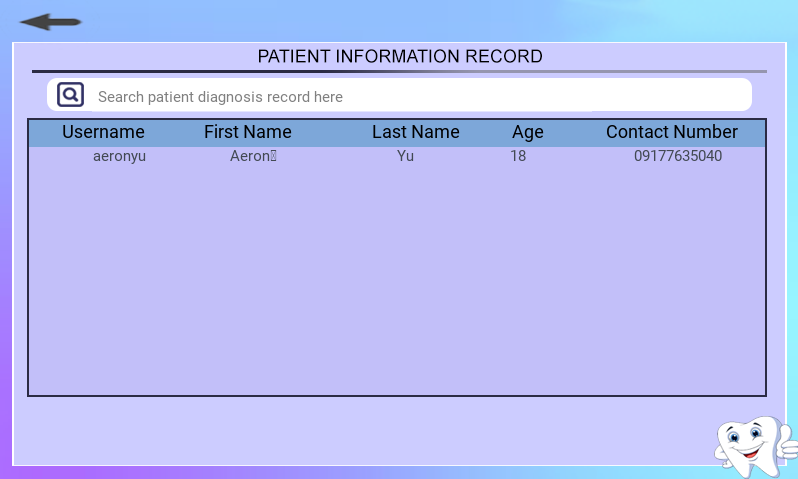 PATIENT INFORMATION RECORD
Search patient diagnosis record here
Username First Name Last Name Age Contact Number
aeronyu Aeron Yu 18 09177635040